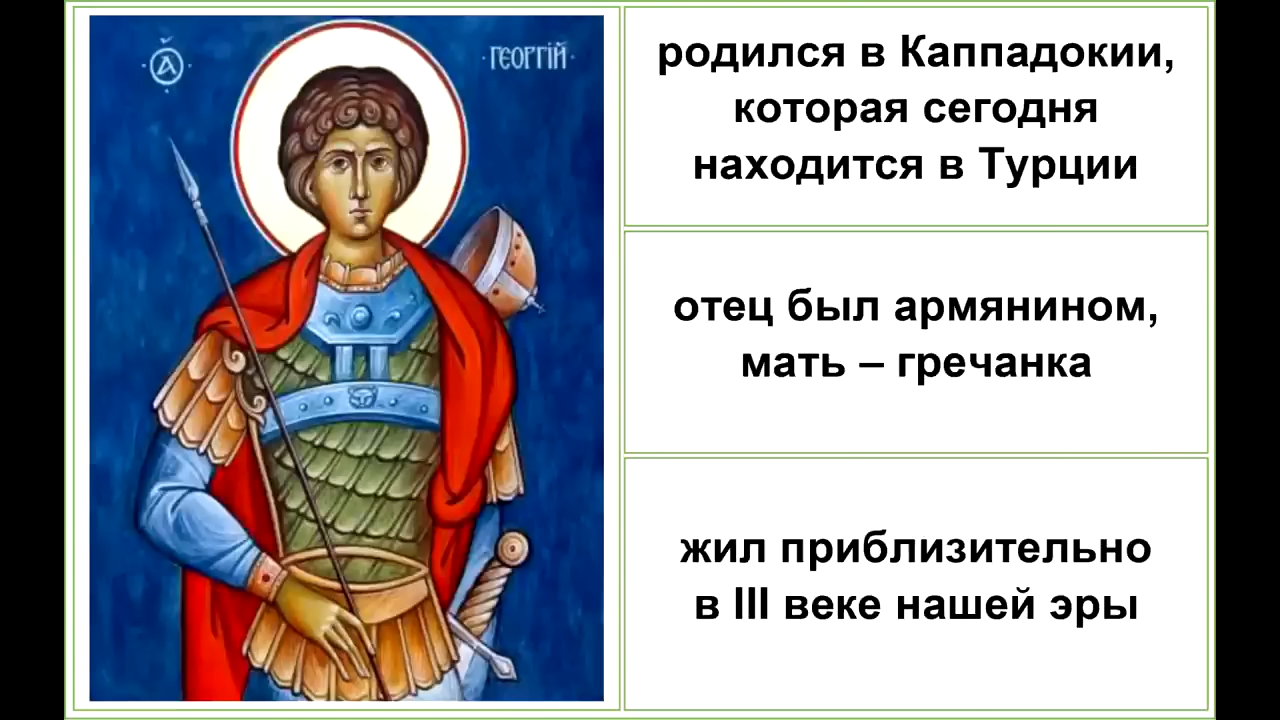 ·ГЕОРГІЙ·
родился в Каппадокии,
которая сегодня
находится в Турции
отец был армянином,
мать – гречанка
жил приблизительно
в III веке нашей эры